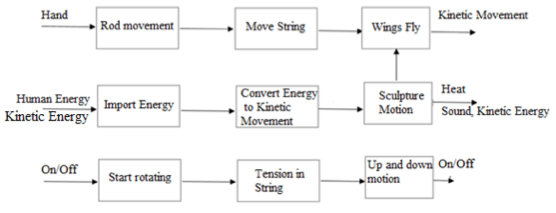 Hand
Rod movement
Move String
Wings Fly
Kinetic Movement
Human Energy
Kinetic Energy
Import Energy
Convert Energy
to Kinetic
Movement
Sculpture
Motion
Heat
Sound, Kinetic Energy
On/Off
Start rotating
Tension in
String
Up and down
motion
On/Off